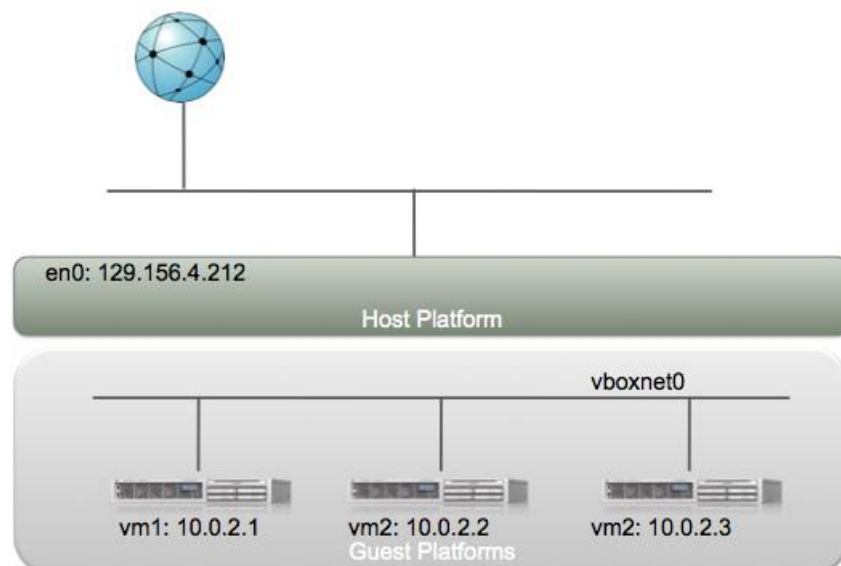 en0: 129.156.4.212
Host Platform
vboxnet0
vm1: 10.0.2.1
vm2: 10.0.2.2
vm2: 10.0.2.3
Guest Platforms